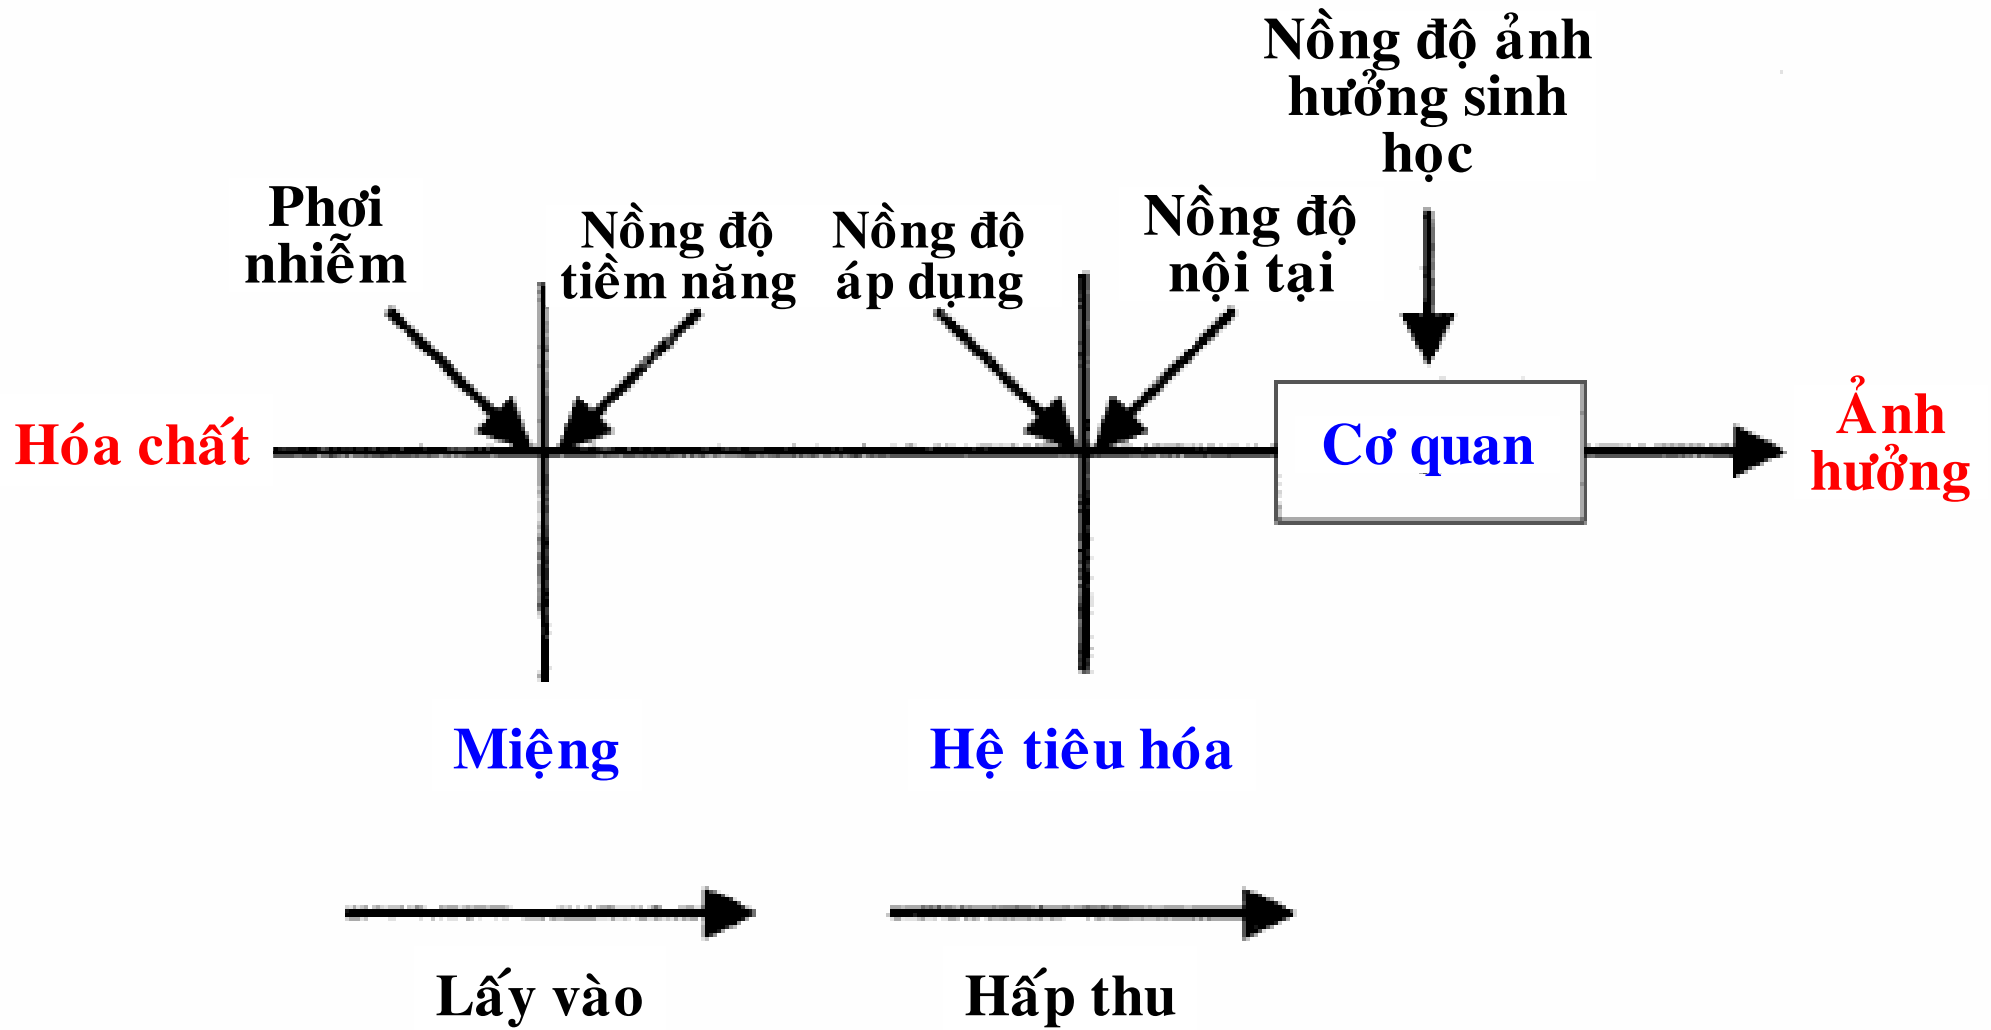 Nồng độ ảnh
hưởng sinh
học
Phơi
nhiễm
Nồng độ
tiềm năng
Nồng độ
áp dụng
Nồng độ
nội tại
Hóa chất
Cơ quan
Ảnh
hưởng
Miệng
Hệ tiêu hóa
Lấy vào
Hấp thu